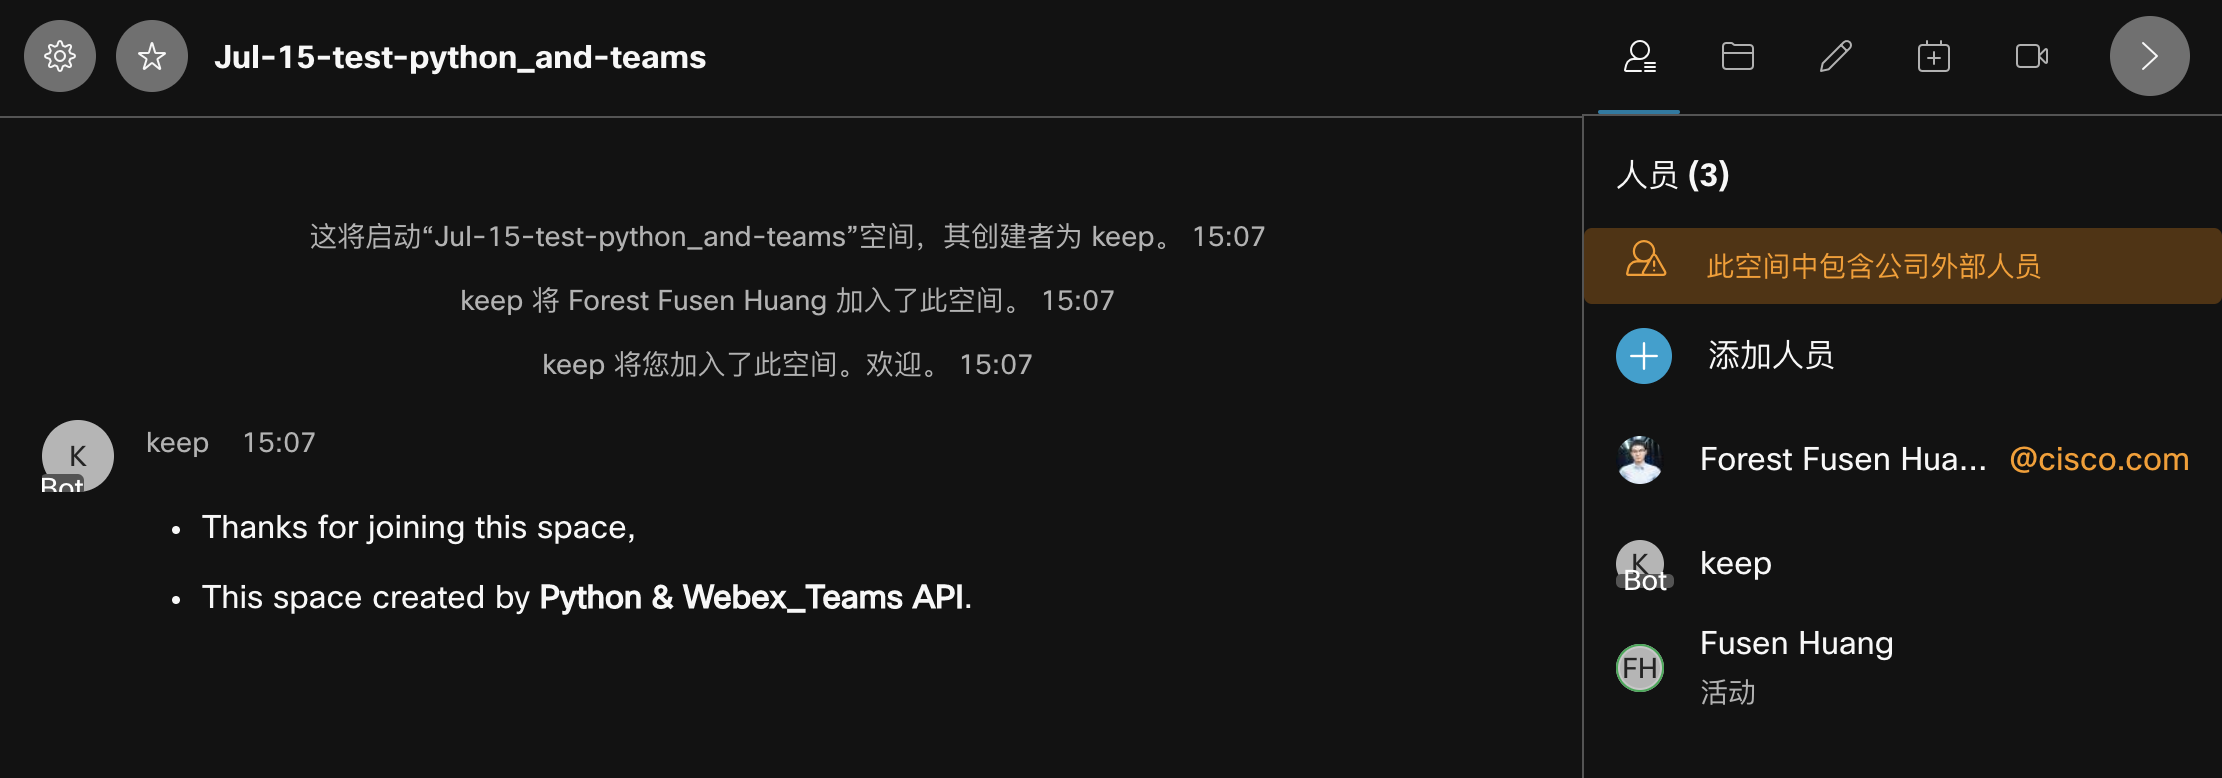 Jul-15-test-python_and-teams
这将启动“Jul-15-test-python_and-teams”空间，其创建者为 keep。 15:07
keep 将 Forest Fusen Huang 加入了此空间。 15:07
keep 将您加入了此空间。欢迎。 15:07
K
Bot
keep 15:07
• Thanks for joining this space,
• This space created by Python & Webex_Teams API.
人员 (3)
此空间中包含公司外部人员
添加人员
Forest Fusen Hua... @cisco.com
K
Bot
keep
FH
Fusen Huang
活动